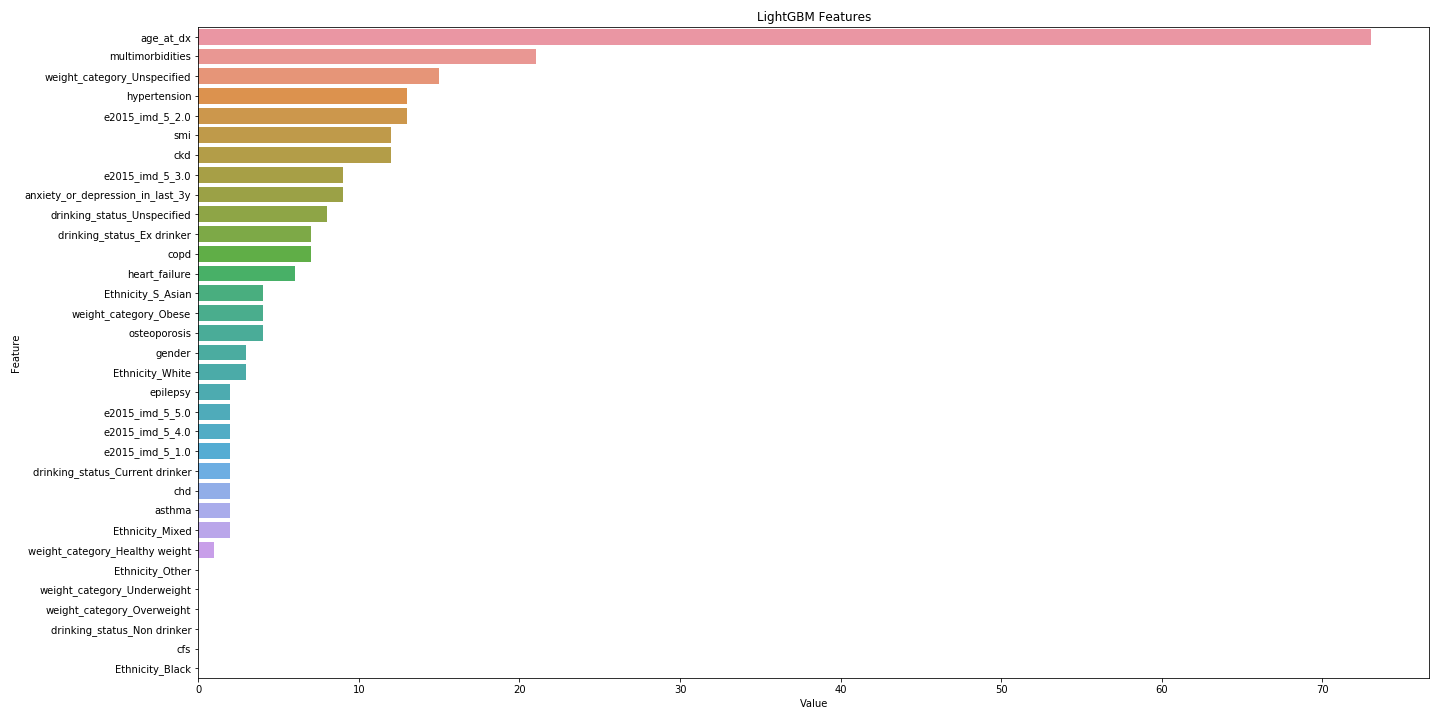 LightGBM Features
age_at_dx
multimorbidities
weight_category_Unspecified
hypertension
e2015_imd_5_2.0
smi
ckd
e2015_imd_5_3.0
anxiety_or_depression_in_last_3y
drinking_status_Unspecified
drinking_status_Ex drinker
copd
heart_failure
Ethnicity_S_Asian
weight_category_Obese
osteoporosis
gender
Ethnicity_White
epilepsy
e2015_imd_5_5.0
e2015_imd_5_4.0
e2015_imd_5_1.0
drinking_status_Current drinker
chd
asthma
Ethnicity_Mixed
weight_category_Healthy weight
Ethnicity_Other
weight_category_Underweight
weight_category_Overweight
drinking_status_Non drinker
cfs
Ethnicity_Black
Feature
0 10 20 30 40 50 60 70
Value